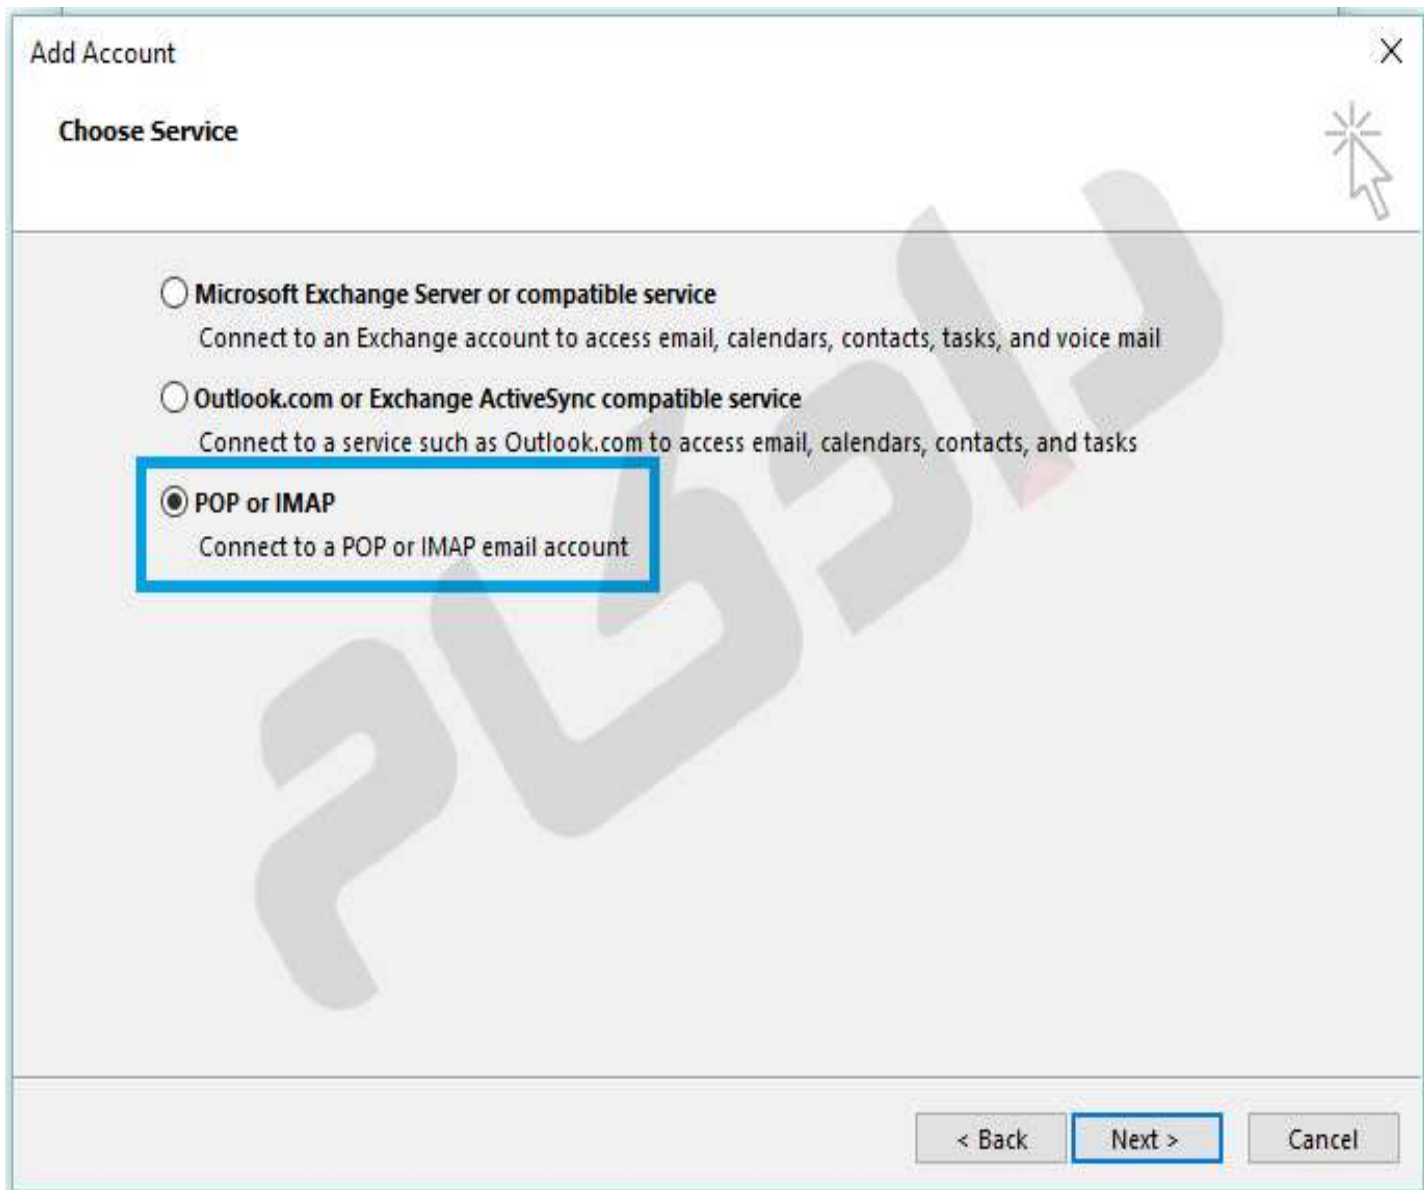 Add Account
Choose Service
Microsoft Exchange Server or compatible service
Connect to an Exchange account to access email, calendars, contacts, tasks, and voice mail
Outlook.com or Exchange ActiveSync compatible service
Connect to a service such as Outlook.com to access email, calendars, contacts, and tasks
POP or IMAP
Connect to a POP or IMAP email account
< Back
Next >
Cancel